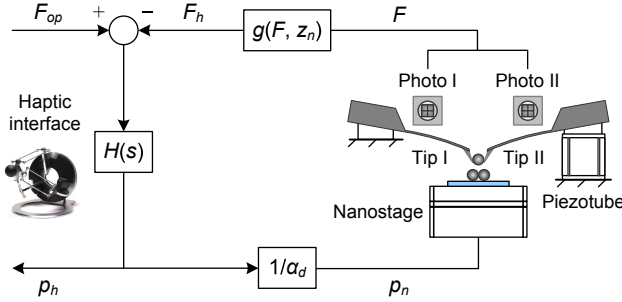 F_op
+
−
F_h
g(F, z_n)
F
Photo I
Photo II
Haptic
interface
H(s)
Tip I
Tip II
Nanostage
Piezotube
p_h
1/α_d
p_n